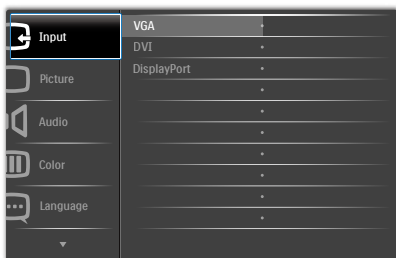 Input
Picture
Audio
Color
Language
VGA
DVI
DisplayPort